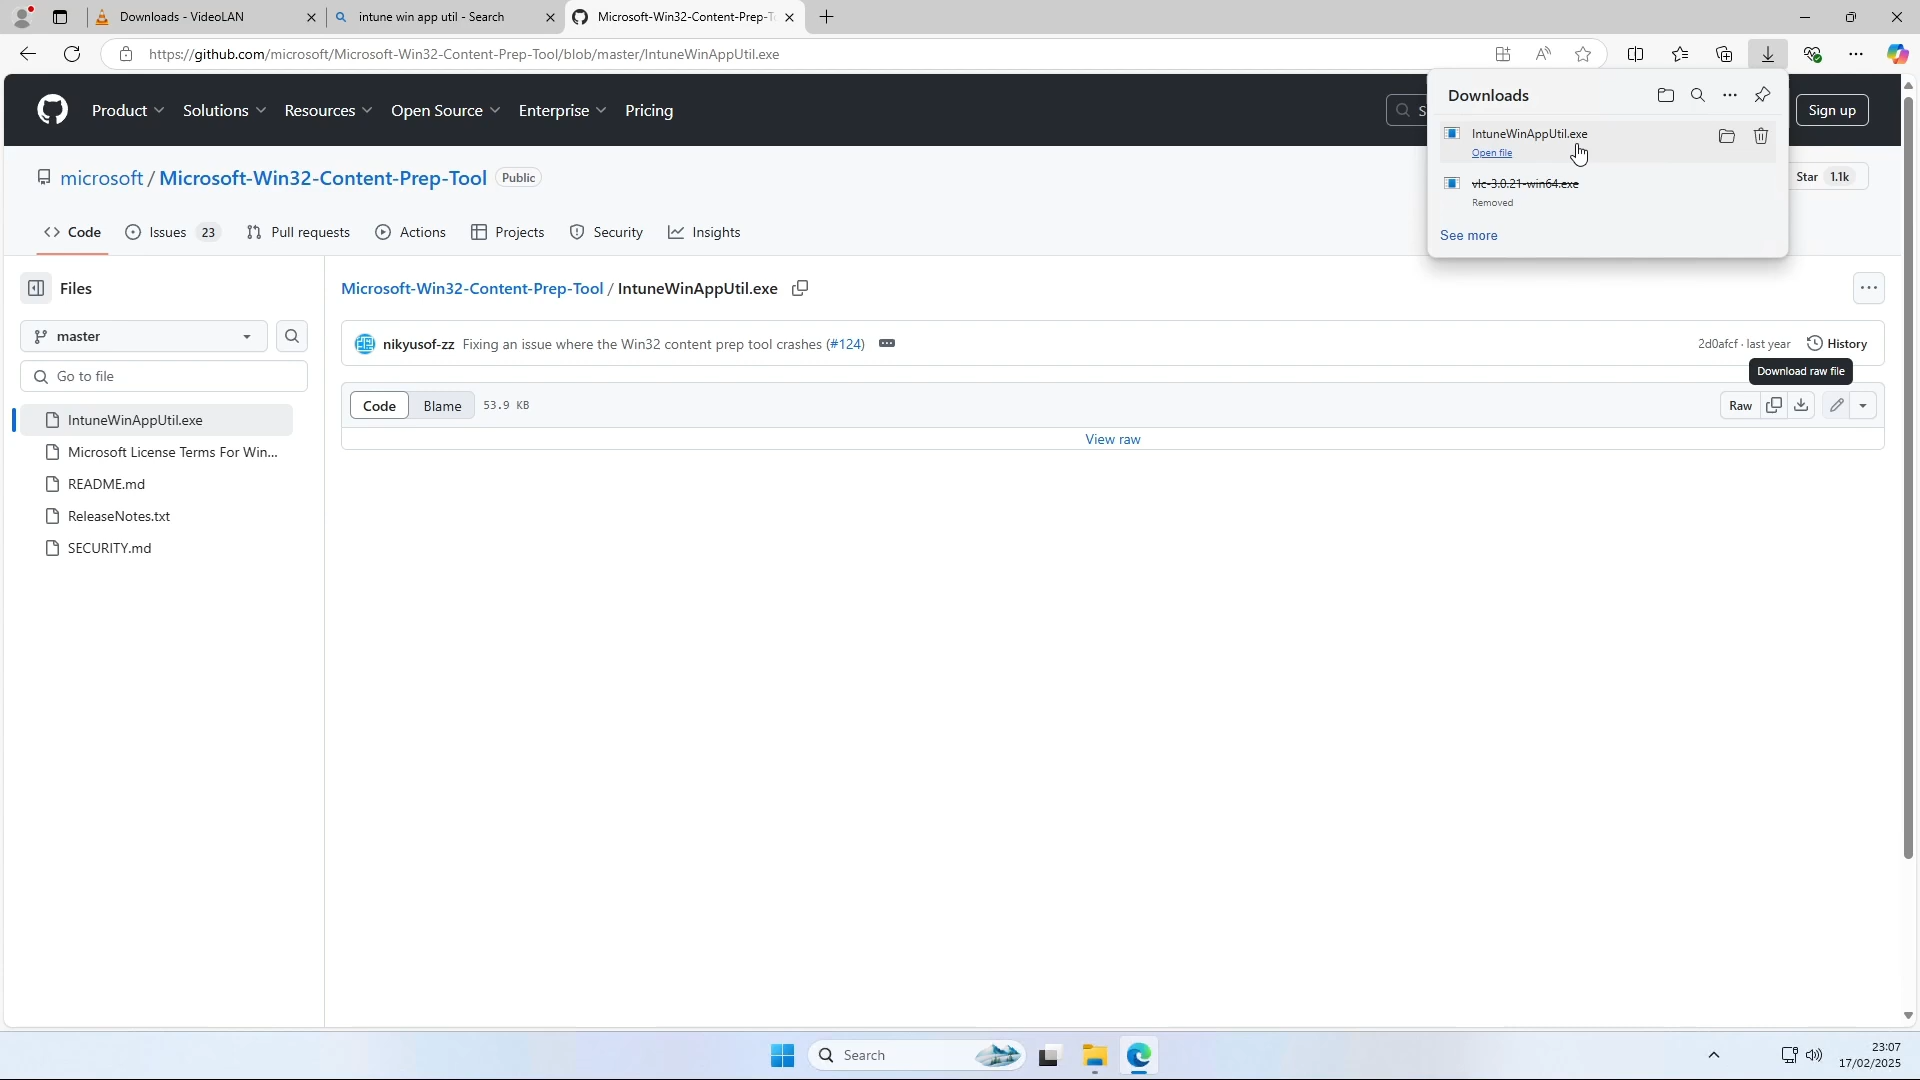 Downloads - VideoLAN
intune win app util - Search
Microsoft-Win32-Content-Prep-T
https://github.com/microsoft/Microsoft-Win32-Content-Prep-Tool/blob/master/IntuneWinAppUtil.exe
Product
Solutions
Resources
Open Source
Enterprise
Pricing
S
Sign up
Downloads
IntuneWinAppUtil.exe
Open file
vlc-3.0.21-win64.exe
Removed
See more
microsoft / Microsoft-Win32-Content-Prep-Tool Public
Star 1.1k
Code
Issues 23
Pull requests
Actions
Projects
Security
Insights
Files
master
Go to file
IntuneWinAppUtil.exe
Microsoft License Terms For Win...
README.md
ReleaseNotes.txt
SECURITY.md
Microsoft-Win32-Content-Prep-Tool / IntuneWinAppUtil.exe
nikyusof-zz Fixing an issue where the Win32 content prep tool crashes (#124)
2d0afcf · last year
History
Download raw file
Code
Blame
53.9 KB
Raw
View raw
Search
23:07
17/02/2025